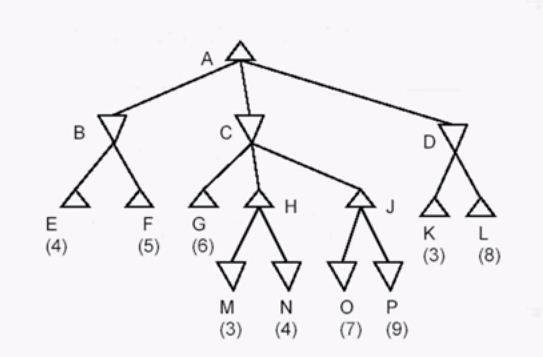 A
B
C
D
E
F
G
H
J
K
L
(4)
(5)
(6)
(3)
(8)
M
N
O
P
(3)
(4)
(7)
(9)